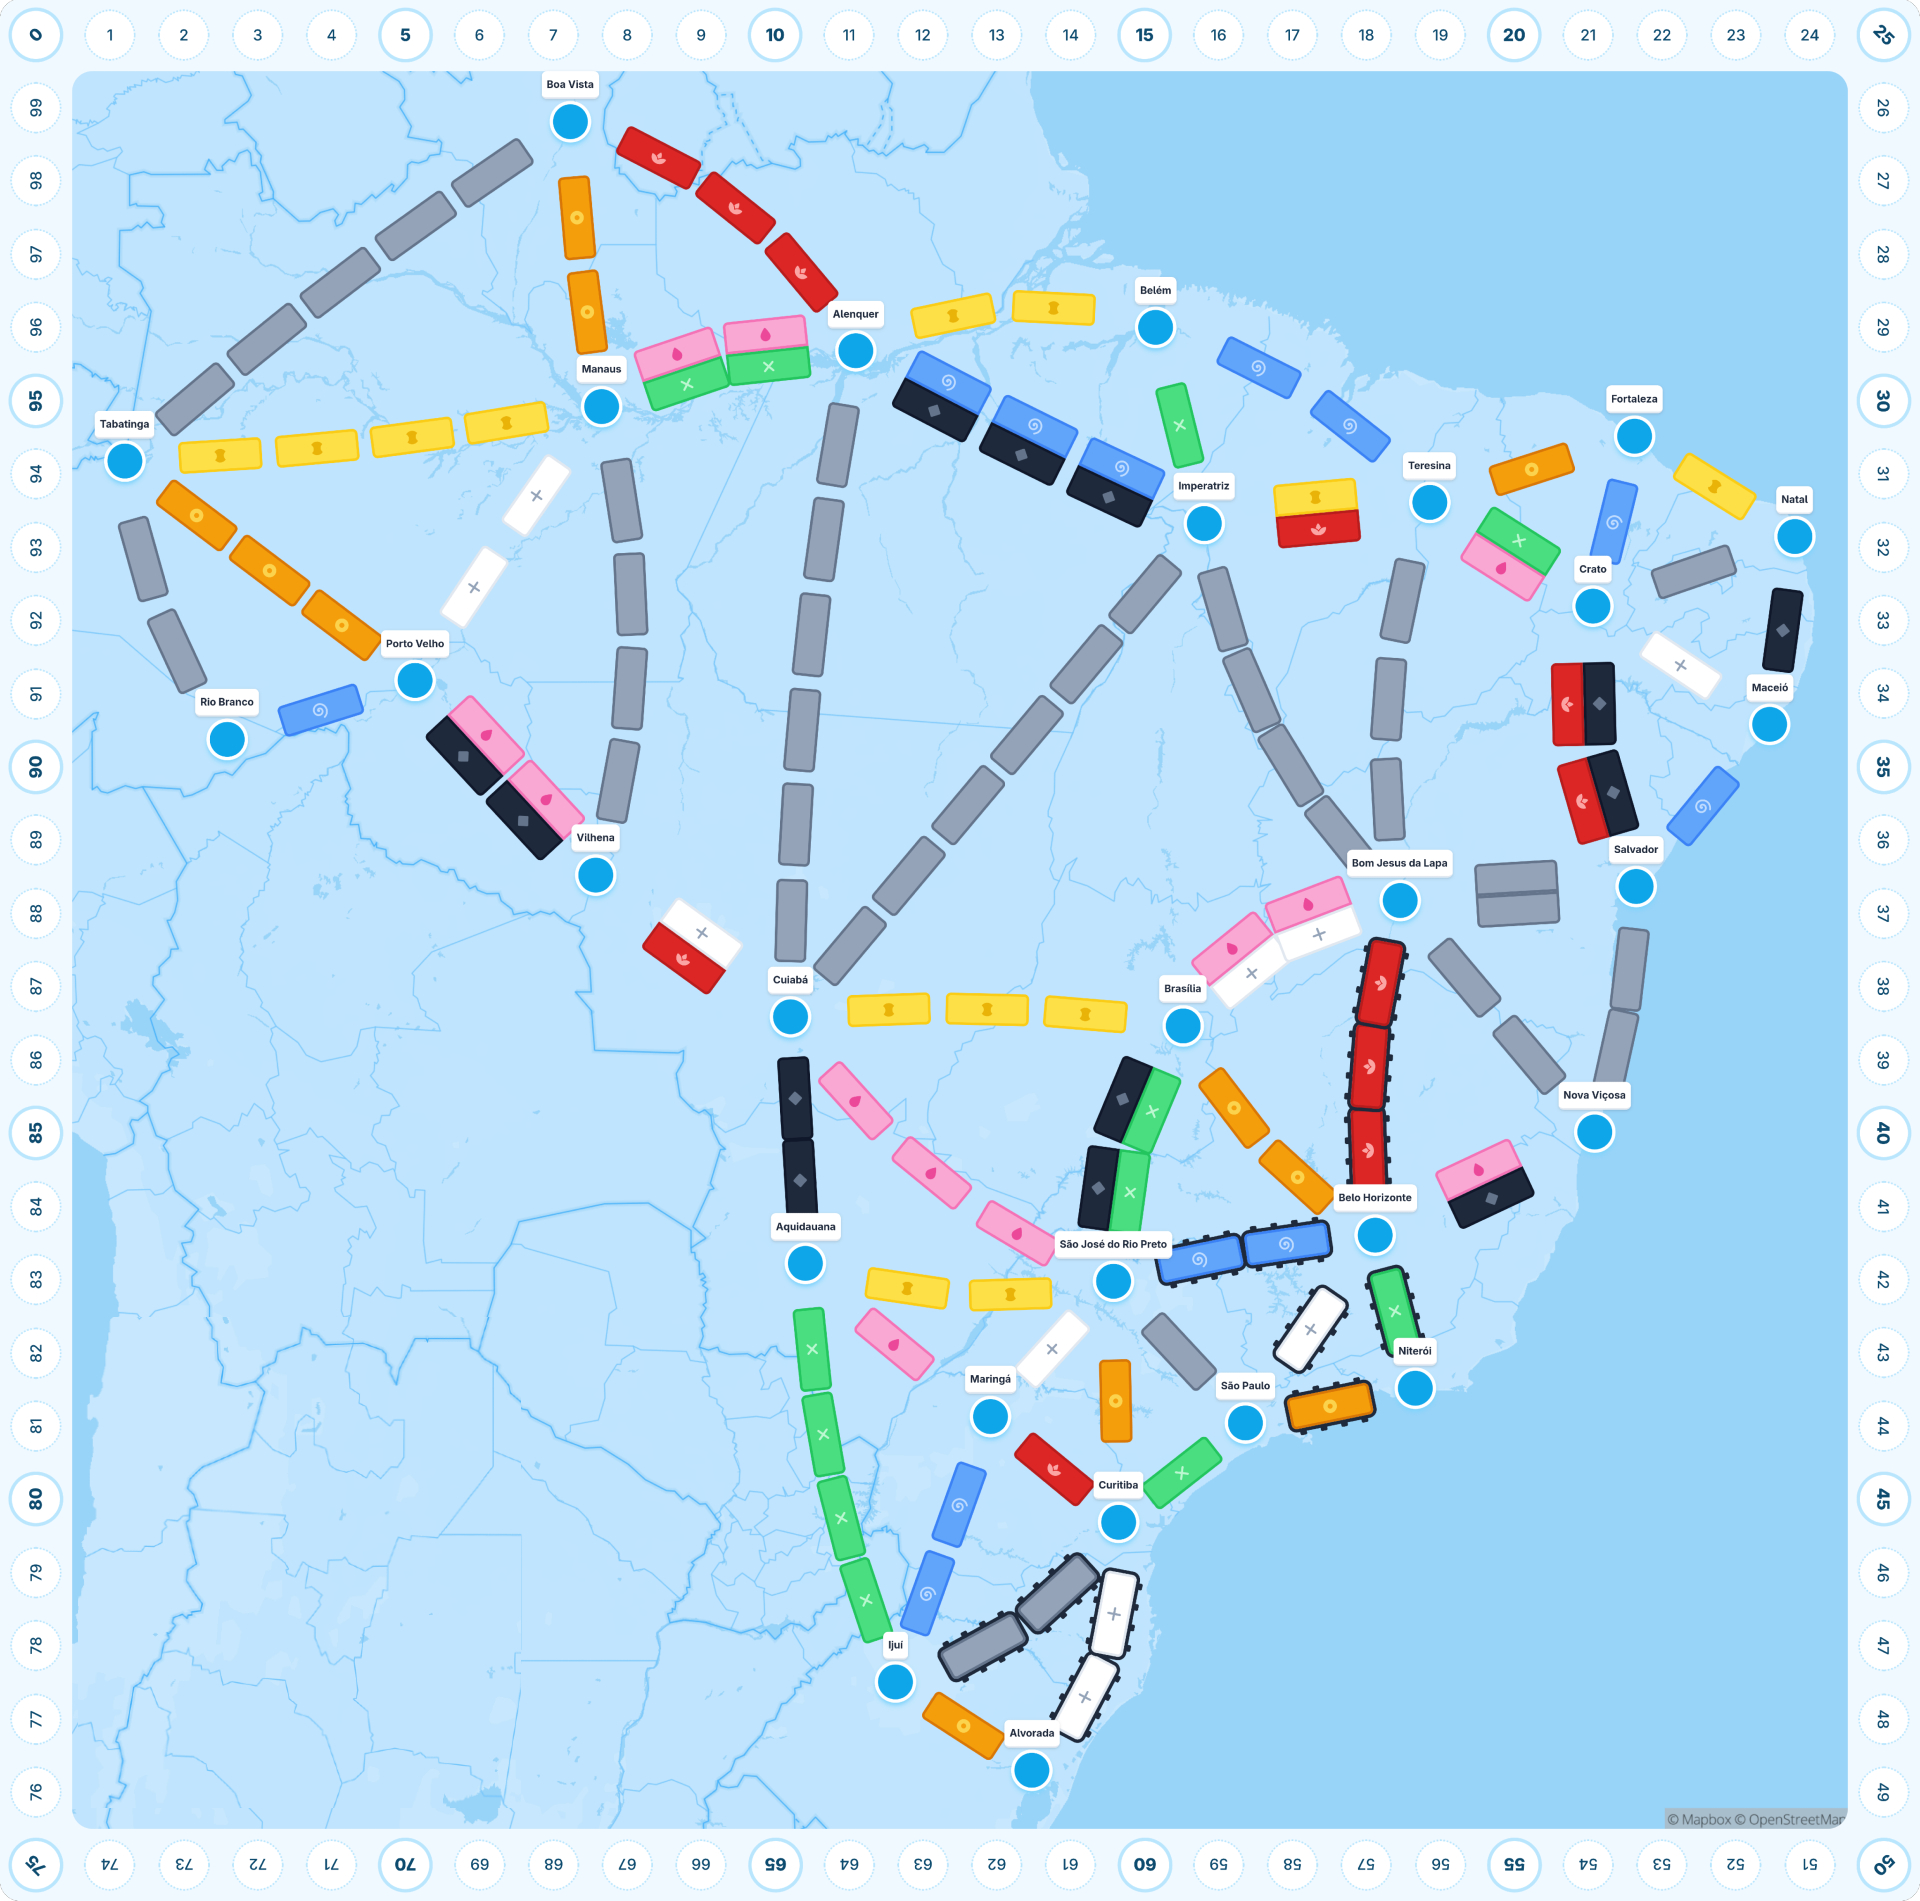 0 1 2 3 4 5 6 7 8 9 10 11 12 13 14 15 16 17 18 19 20 21 22 23 24 25
Boa Vista
99 26
98 27
97 28
Belém
Alenquer
96 29
Manaus
95 30
Fortaleza
Tabatinga
Teresina
94 31
Imperatriz
Natal
93 32
Crato
92 33
Porto Velho
Maceió
91 34
Rio Branco
90 35
Vilhena
89 36
Salvador
Bom Jesus da Lapa
88 37
Cuiabá
87 38
Brasília
86 39
Nova Viçosa
85 40
Belo Horizonte
84 41
Aquidauana
São José do Rio Preto
83 42
Niterói
82 43
Maringá
São Paulo
81 44
Curitiba
80 45
79 46
Ijuí
78 47
77 48
Alvorada
76 49
© Mapbox © OpenStreetMap
75 74 73 72 71 70 69 68 67 66 65 64 63 62 61 60 59 58 57 56 55 54 53 52 51 50